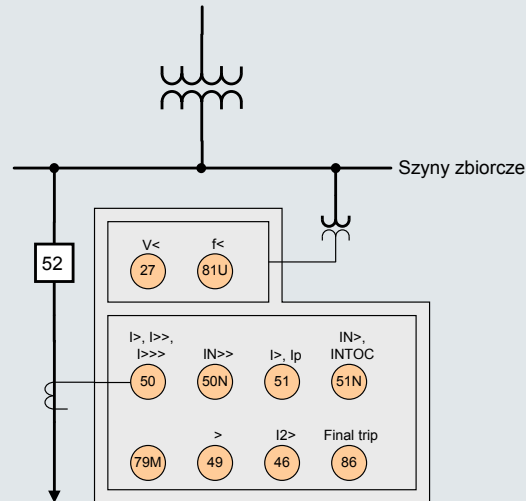 Szyny zbiorcze
52
V< f<
27 81U
I>, I>>, IN>,
I>>> IN>> I>, Ip INTOC
50 50N 51 51N
> I2> Final trip
79M 49 46 86